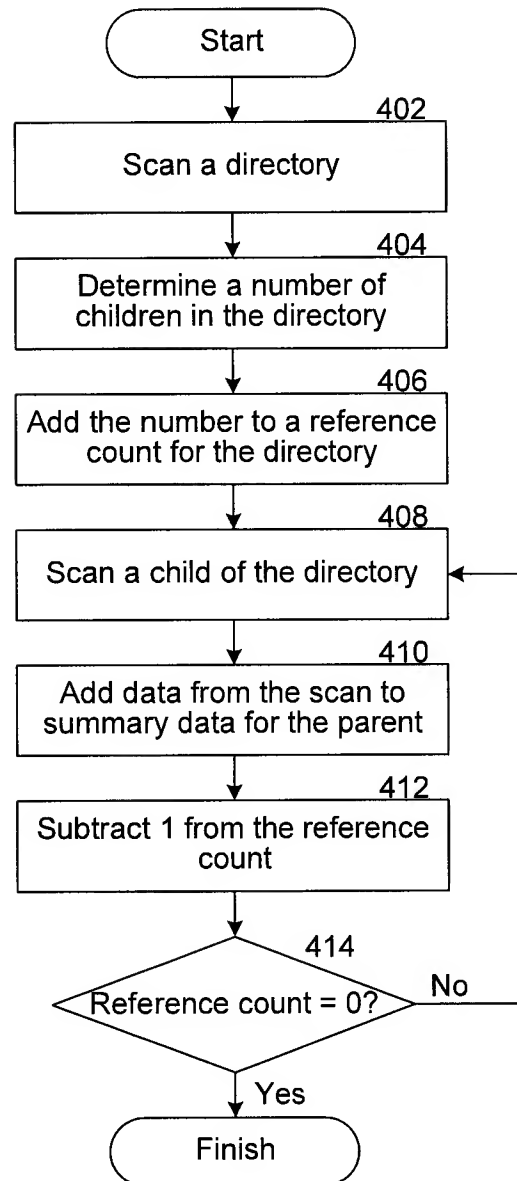 Start
402
Scan a directory
404
Determine a number of
children in the directory
406
Add the number to a reference
count for the directory
408
Scan a child of the directory
410
Add data from the scan to
summary data for the parent
412
Subtract 1 from the reference
count
414
Reference count = 0?
No
Yes
Finish